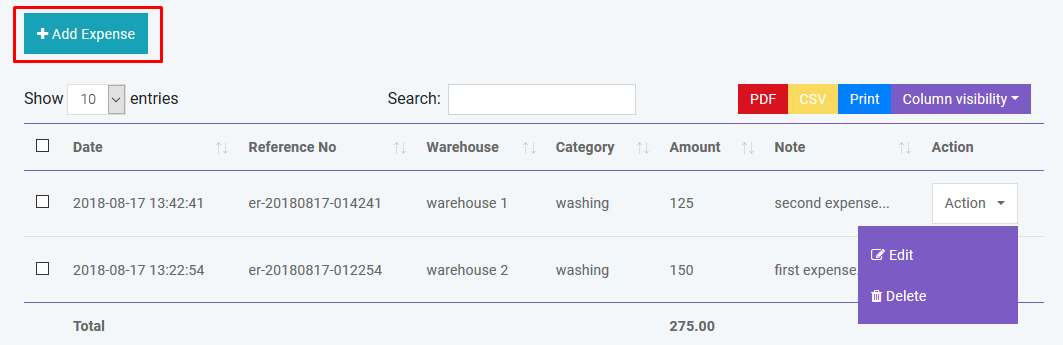 Add Expense
Show 10 entries Search: PDF CSV Print Column visibility
Date Reference No Warehouse Category Amount Note Action
2018-08-17 13:42:41 er-20180817-014241 warehouse 1 washing 125 second expense... Action
2018-08-17 13:22:54 er-20180817-012254 warehouse 2 washing 150 first expense.
Edit
Delete
Total 275.00